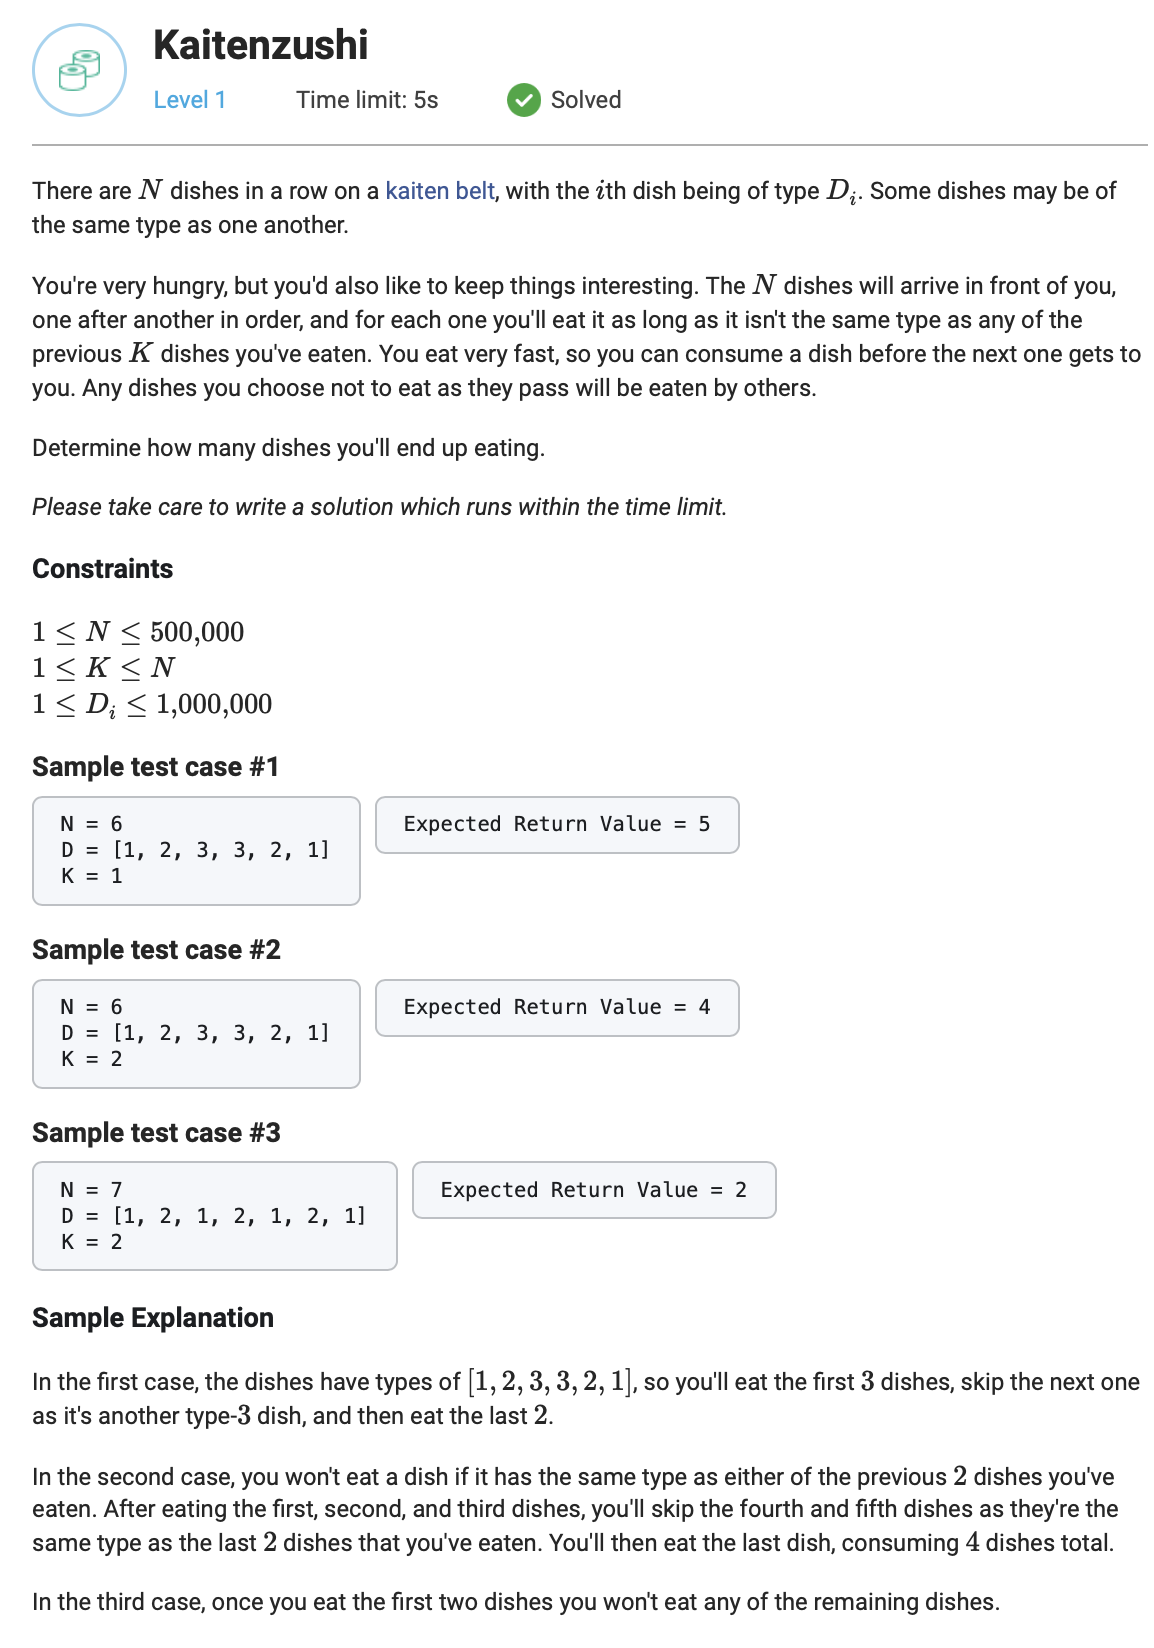 Kaitenzushi
Level 1 Time limit: 5s Solved
There are N dishes in a row on a kaiten belt, with the ith dish being of type D_i. Some dishes may be of
the same type as one another.
You're very hungry, but you'd also like to keep things interesting. The N dishes will arrive in front of you,
one after another in order, and for each one you'll eat it as long as it isn't the same type as any of the
previous K dishes you've eaten. You eat very fast, so you can consume a dish before the next one gets to
you. Any dishes you choose not to eat as they pass will be eaten by others.
Determine how many dishes you'll end up eating.
Please take care to write a solution which runs within the time limit.
Constraints
1 ≤ N ≤ 500,000
1 ≤ K ≤ N
1 ≤ D_i ≤ 1,000,000
Sample test case #1
N = 6
D = [1, 2, 3, 3, 2, 1]
K = 1
Expected Return Value = 5
Sample test case #2
N = 6
D = [1, 2, 3, 3, 2, 1]
K = 2
Expected Return Value = 4
Sample test case #3
N = 7
D = [1, 2, 1, 2, 1, 2, 1]
K = 2
Expected Return Value = 2
Sample Explanation
In the first case, the dishes have types of [1, 2, 3, 3, 2, 1], so you'll eat the first 3 dishes, skip the next one
as it's another type-3 dish, and then eat the last 2.
In the second case, you won't eat a dish if it has the same type as either of the previous 2 dishes you've
eaten. After eating the first, second, and third dishes, you'll skip the fourth and fifth dishes as they're the
same type as the last 2 dishes that you've eaten. You'll then eat the last dish, consuming 4 dishes total.
In the third case, once you eat the first two dishes you won't eat any of the remaining dishes.